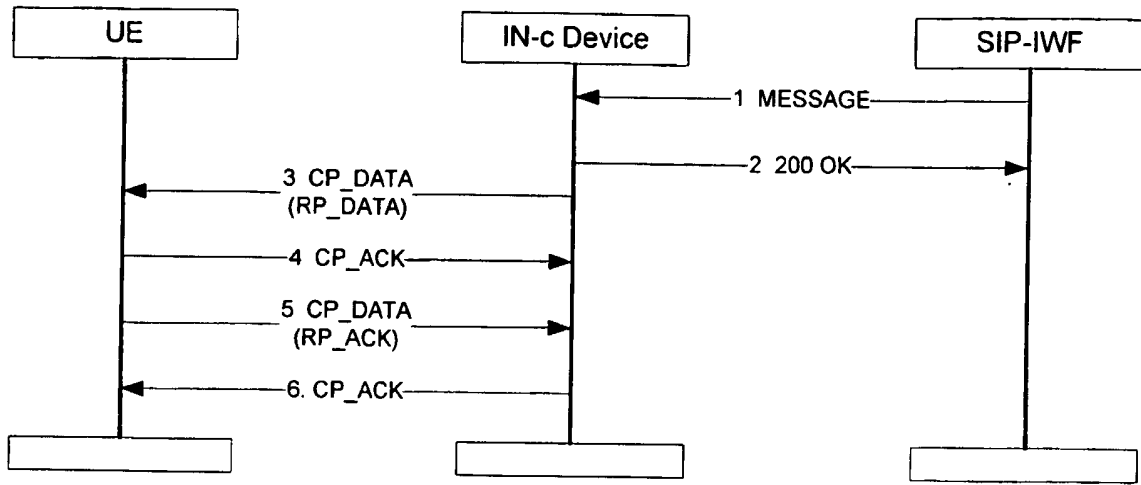 UE
IN-c Device
SIP-IWF
1 MESSAGE
2 200 OK
3 CP_DATA
(RP_DATA)
4 CP_ACK
5 CP_DATA
(RP_ACK)
6. CP_ACK